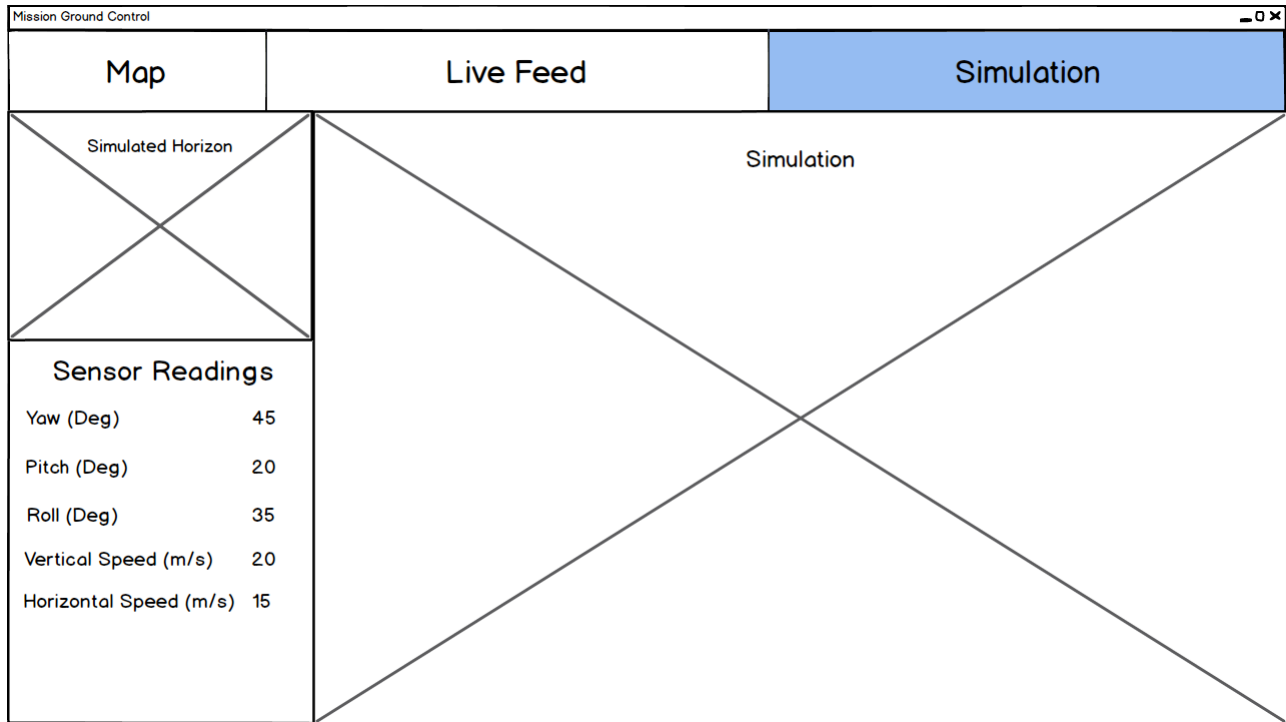 Mission Ground Control
Map Live Feed Simulation
Simulated Horizon
Simulation
Sensor Readings
Yaw (Deg) 45
Pitch (Deg) 20
Roll (Deg) 35
Vertical Speed (m/s) 20
Horizontal Speed (m/s) 15